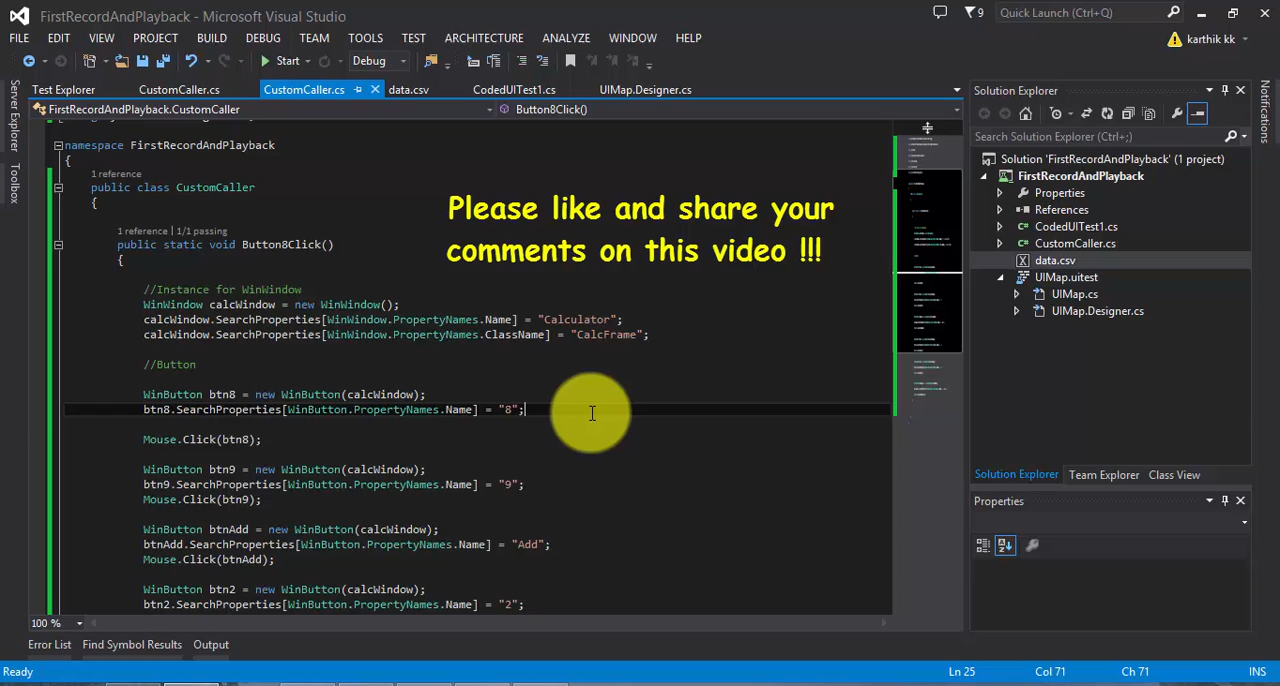 FirstRecordAndPlayback - Microsoft Visual Studio
9
Quick Launch (Ctrl+Q)
FILE EDIT VIEW PROJECT BUILD DEBUG TEAM TOOLS TEST ARCHITECTURE ANALYZE WINDOW HELP
karthik kk
Start
Debug
Server Explorer
Toolbox
Test Explorer
CustomCaller.cs
CustomCaller.cs
data.csv
CodedUITest1.cs
UIMap.Designer.cs
FirstRecordAndPlayback.CustomCaller
Button8Click()
namespace FirstRecordAndPlayback
{
1 reference
public class CustomCaller
{
1 reference | 1/1 passing
public static void Button8Click()
{
//Instance for WinWindow
WinWindow calcWindow = new WinWindow();
calcWindow.SearchProperties[WinWindow.PropertyNames.Name] = "Calculator";
calcWindow.SearchProperties[WinWindow.PropertyNames.ClassName] = "CalcFrame";
//Button
WinButton btn8 = new WinButton(calcWindow);
btn8.SearchProperties[WinButton.PropertyNames.Name] = "8";
Mouse.Click(btn8);
WinButton btn9 = new WinButton(calcWindow);
btn9.SearchProperties[WinButton.PropertyNames.Name] = "9";
Mouse.Click(btn9);
WinButton btnAdd = new WinButton(calcWindow);
btnAdd.SearchProperties[WinButton.PropertyNames.Name] = "Add";
Mouse.Click(btnAdd);
WinButton btn2 = new WinButton(calcWindow);
btn2.SearchProperties[WinButton.PropertyNames.Name] = "2";
Please like and share your
comments on this video !!!
100 %
Solution Explorer
Search Solution Explorer (Ctrl+;)
Solution 'FirstRecordAndPlayback' (1 project)
FirstRecordAndPlayback
Properties
References
CodedUITest1.cs
CustomCaller.cs
data.csv
UIMap.uitest
UIMap.cs
UIMap.Designer.cs
Solution Explorer Team Explorer Class View
Properties
Notifications
Error List Find Symbol Results Output
Ready
Ln 25
Col 71
Ch 71
INS